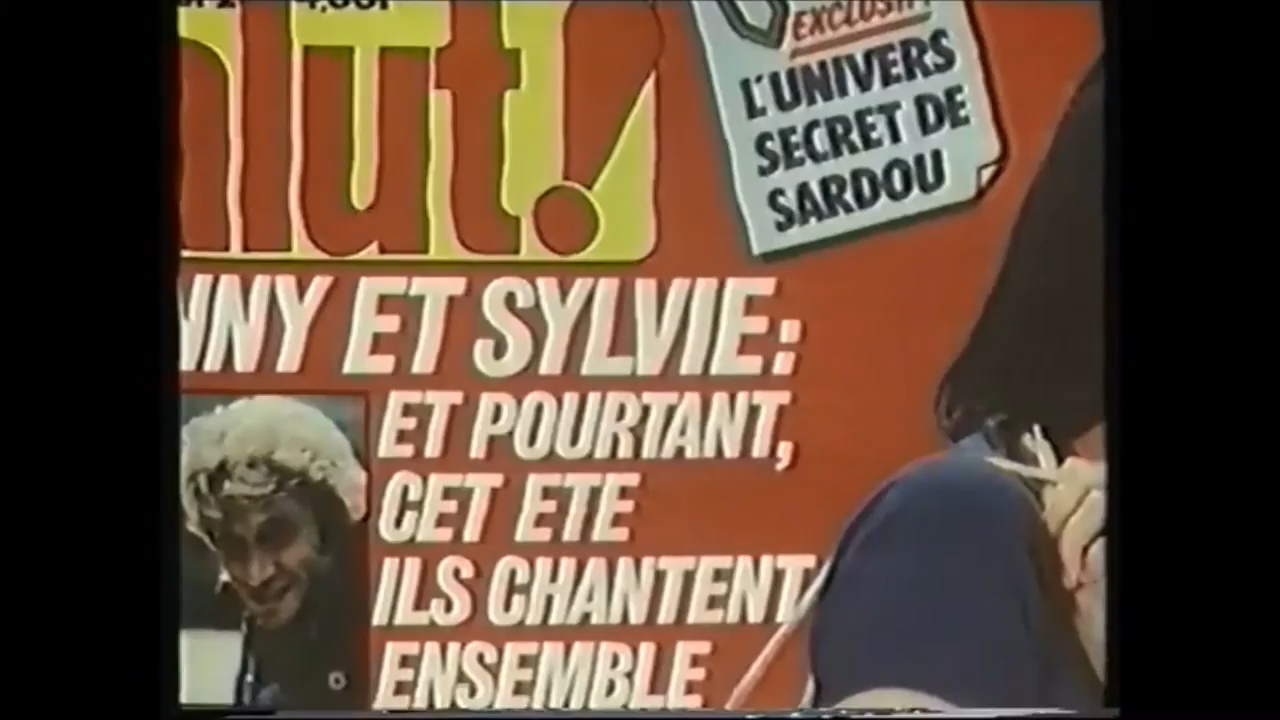 lut!
EXCLUSIF!
L'UNIVERS
SECRET DE
SARDOU
NNY ET SYLVIE:
ET POURTANT,
CET ETE
ILS CHANTENT
ENSEMBLE